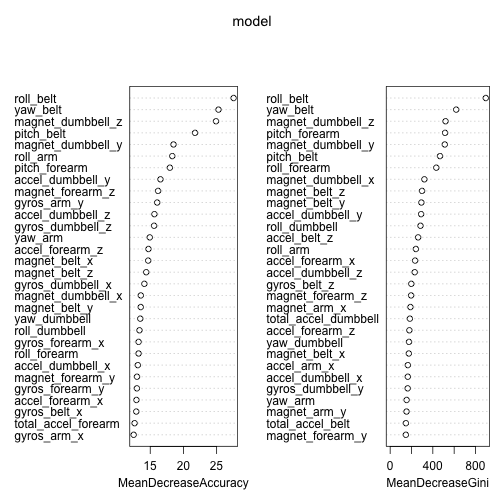 model
roll_belt
yaw_belt
magnet_dumbbell_z
pitch_belt
magnet_dumbbell_y
roll_arm
pitch_forearm
accel_dumbbell_y
magnet_forearm_z
gyros_arm_y
accel_dumbbell_z
gyros_dumbbell_z
yaw_arm
accel_forearm_z
magnet_belt_x
magnet_belt_z
gyros_dumbbell_x
magnet_dumbbell_x
magnet_belt_y
yaw_dumbbell
roll_dumbbell
gyros_forearm_x
roll_forearm
accel_dumbbell_x
magnet_forearm_y
gyros_forearm_y
accel_forearm_x
gyros_belt_x
total_accel_forearm
gyros_arm_x
15 20 25
MeanDecreaseAccuracy
roll_belt
yaw_belt
magnet_dumbbell_z
pitch_forearm
magnet_dumbbell_y
pitch_belt
roll_forearm
magnet_dumbbell_x
magnet_belt_z
magnet_belt_y
accel_dumbbell_y
roll_dumbbell
accel_belt_z
roll_arm
accel_forearm_x
accel_dumbbell_z
gyros_belt_z
magnet_forearm_z
magnet_arm_x
total_accel_dumbbell
accel_forearm_z
yaw_dumbbell
magnet_belt_x
accel_arm_x
accel_dumbbell_x
gyros_dumbbell_y
yaw_arm
magnet_arm_y
total_accel_belt
magnet_forearm_y
0 400 800
MeanDecreaseGini